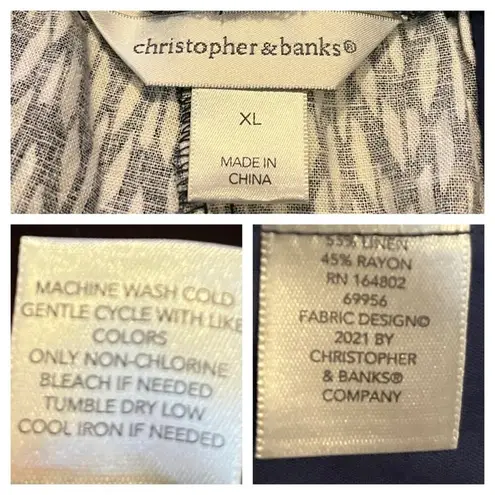 christopher&banks®
XL
MADE IN
CHINA
MACHINE WASH COLD
GENTLE CYCLE WITH LIKE
COLORS
ONLY NON-CHLORINE
BLEACH IF NEEDED
TUMBLE DRY LOW
COOL IRON IF NEEDED
55% LINEN
45% RAYON
RN 164802
69956
FABRIC DESIGN©
2021 BY
CHRISTOPHER
& BANKS®
COMPANY